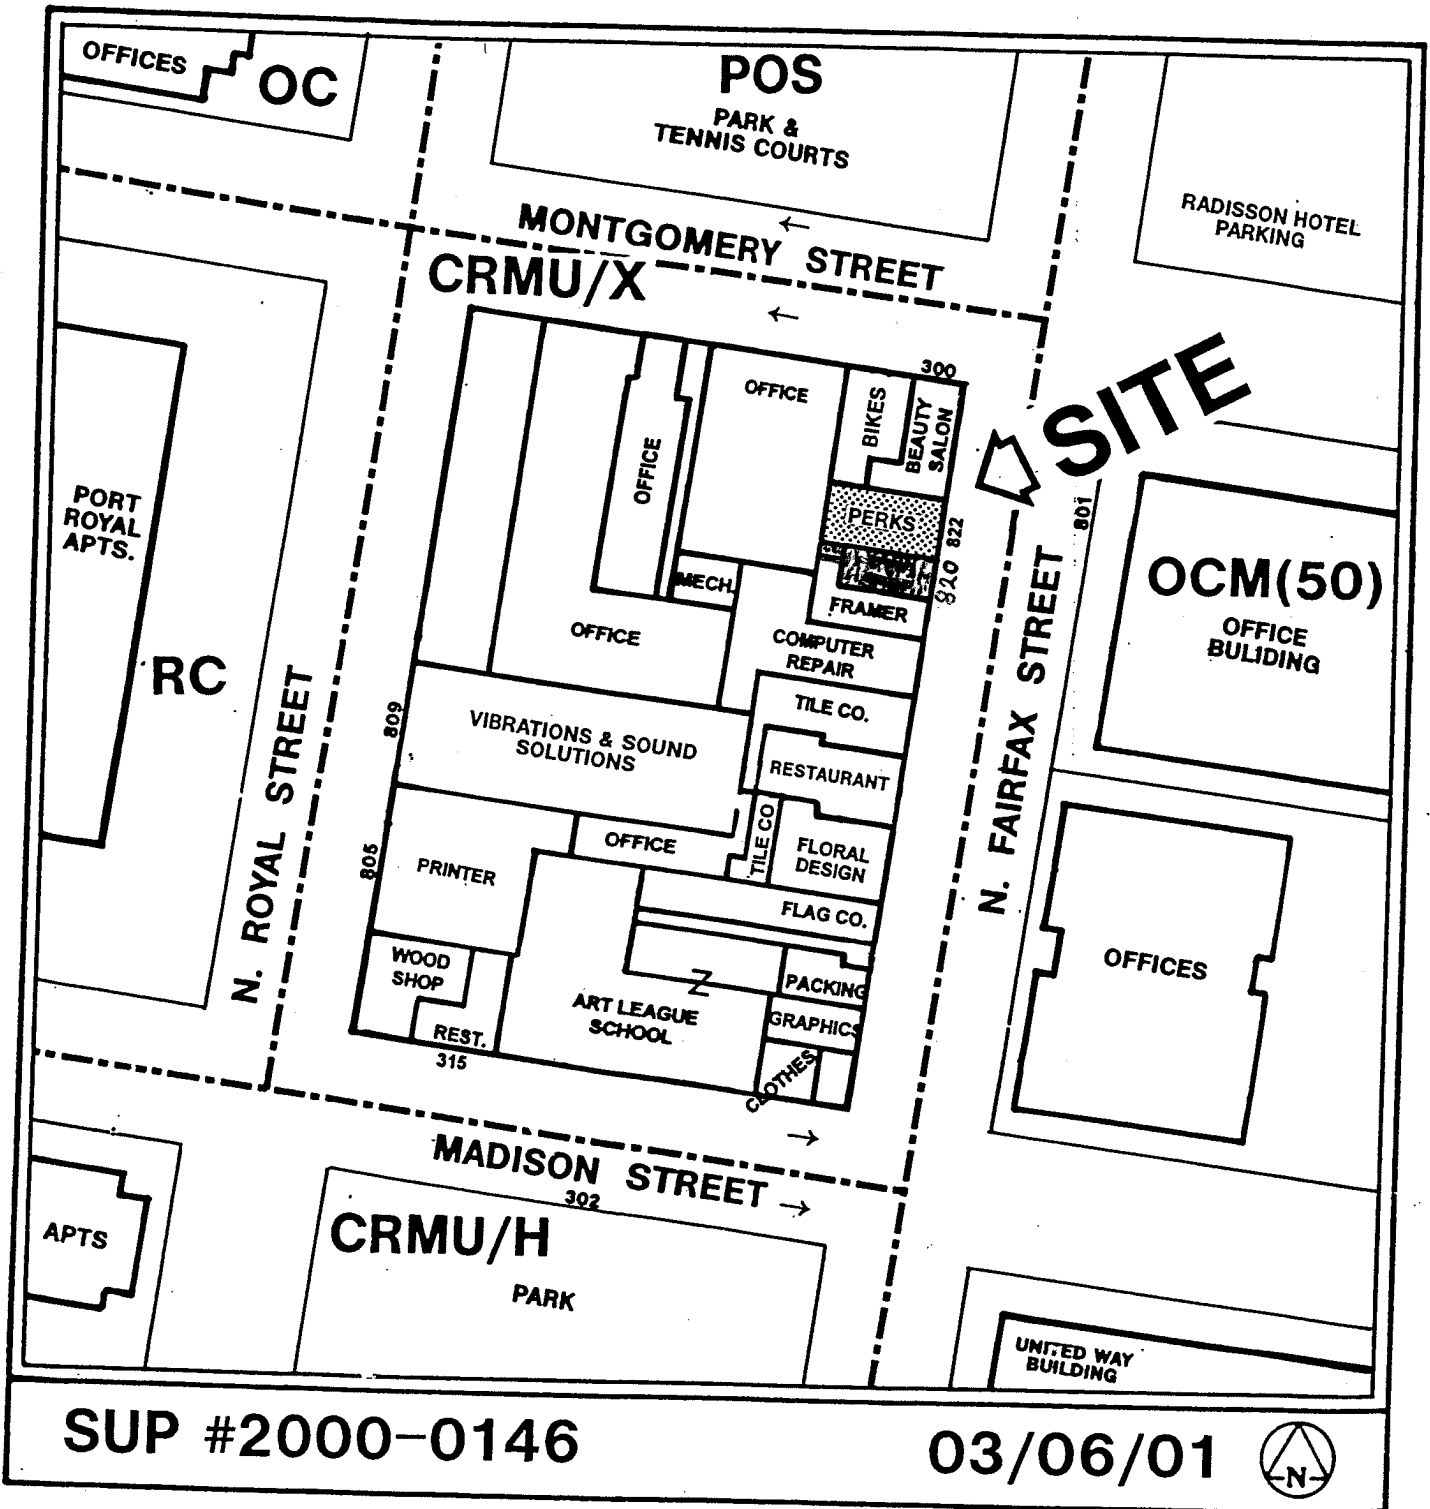 OFFICES
OC
POS
PARK &
TENNIS COURTS
RADISSON HOTEL
PARKING
MONTGOMERY STREET
CRMU/X
SITE
300
OFFICE
BIKES
BEAUTY
SALON
OFFICE
PERKS
822
820
801
PORT
ROYAL
APTS.
RC
MECH.
FRAMER
OFFICE
COMPUTER
REPAIR
TILE CO.
OCM(50)
OFFICE
BULIDING
809
VIBRATIONS & SOUND
SOLUTIONS
RESTAURANT
N. ROYAL STREET
N. FAIRFAX STREET
805
PRINTER
OFFICE
TILE CO
FLORAL
DESIGN
FLAG CO.
OFFICES
WOOD
SHOP
Z
PACKING
ART LEAGUE
SCHOOL
GRAPHICS
REST.
315
CLOTHES
MADISON STREET
302
APTS
CRMU/H
PARK
UNITED WAY
BUILDING
SUP #2000-0146
03/06/01
N